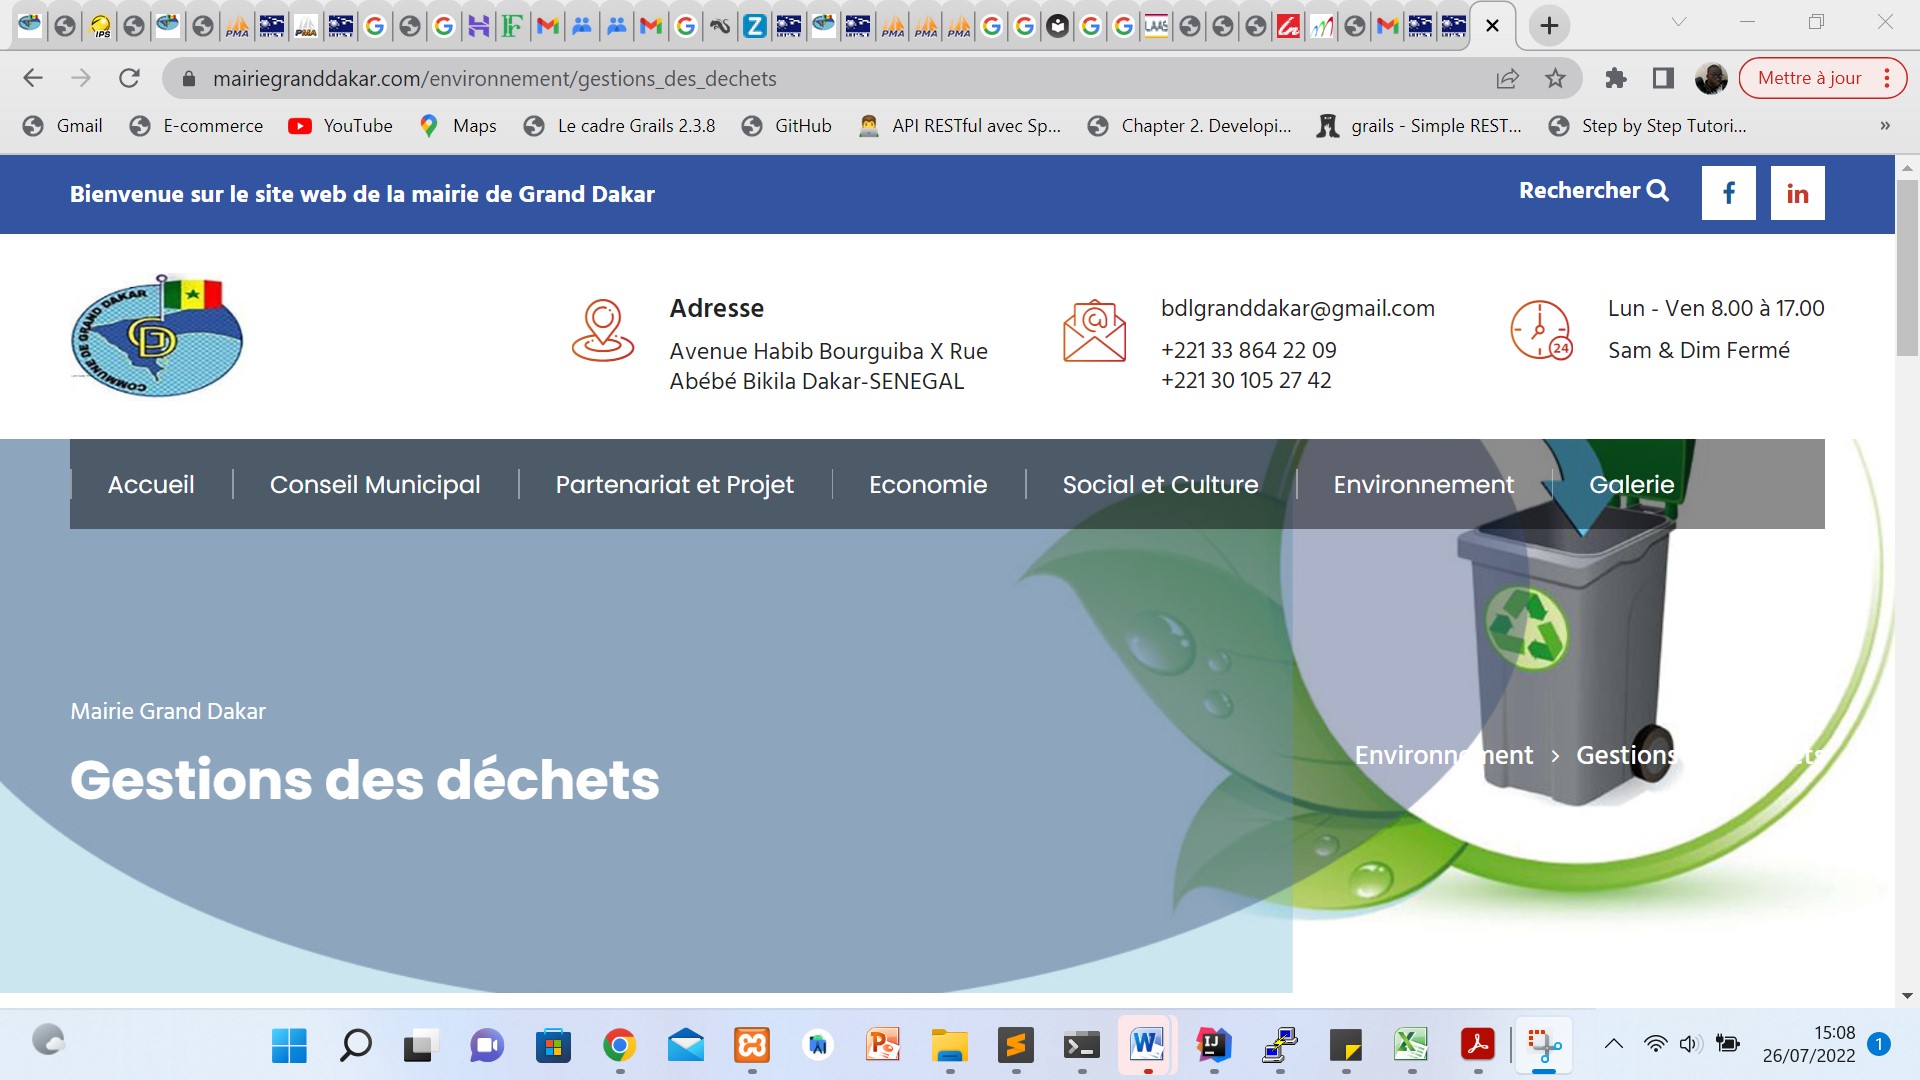 mairiegranddakar.com/environnement/gestions_des_dechets
Mettre à jour
Gmail
E-commerce
YouTube
Maps
Le cadre Grails 2.3.8
GitHub
API RESTful avec Sp...
Chapter 2. Developi...
grails - Simple REST...
Step by Step Tutori...
»
Bienvenue sur le site web de la mairie de Grand Dakar
Rechercher
COMMUNE DE GRAND DAKAR
GD
Adresse
Avenue Habib Bourguiba X Rue
Abébé Bikila Dakar-SENEGAL
bdlgranddakar@gmail.com
+221 33 864 22 09
+221 30 105 27 42
24
Lun - Ven 8.00 à 17.00
Sam & Dim Fermé
Accueil
Conseil Municipal
Partenariat et Projet
Economie
Social et Culture
Environnement
Galerie
Mairie Grand Dakar
Gestions des déchets
Environnement > Gestions
15:08
26/07/2022
1